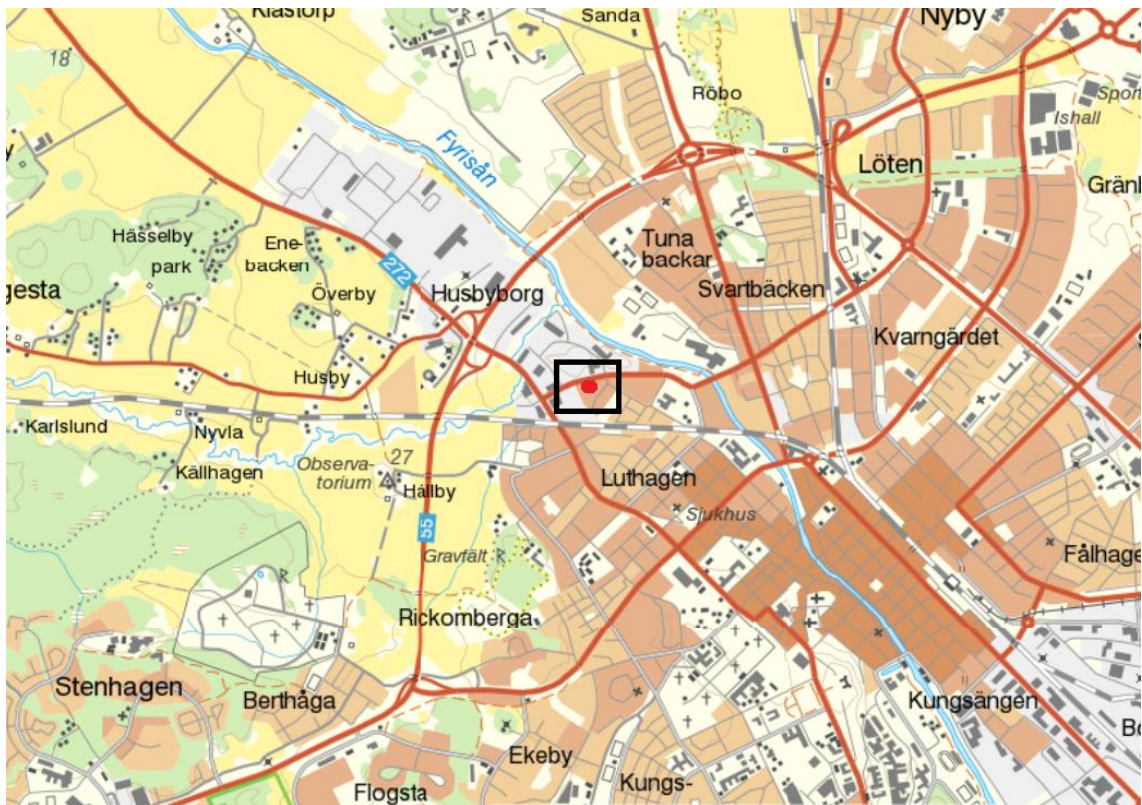 Klastorp
Sanda
Nyby
18
Röbo
Sport
Ishall
Fyrisån
Löten
Gränb
Hässelby
park
Ene-
backen
272
Tuna
backar
gesta
Överby
Husbyborg
Svartbäcken
Kvarngärdet
Husby
Karlslund
Nyvla
Källhagen
Observa-
torium
27
Hällby
Luthagen
Sjukhus
55
Gravfält
Fålhage
Rickomberga
Stenhagen
Berthåga
Kungsängen
Ekeby
Flogsta
Kungs-